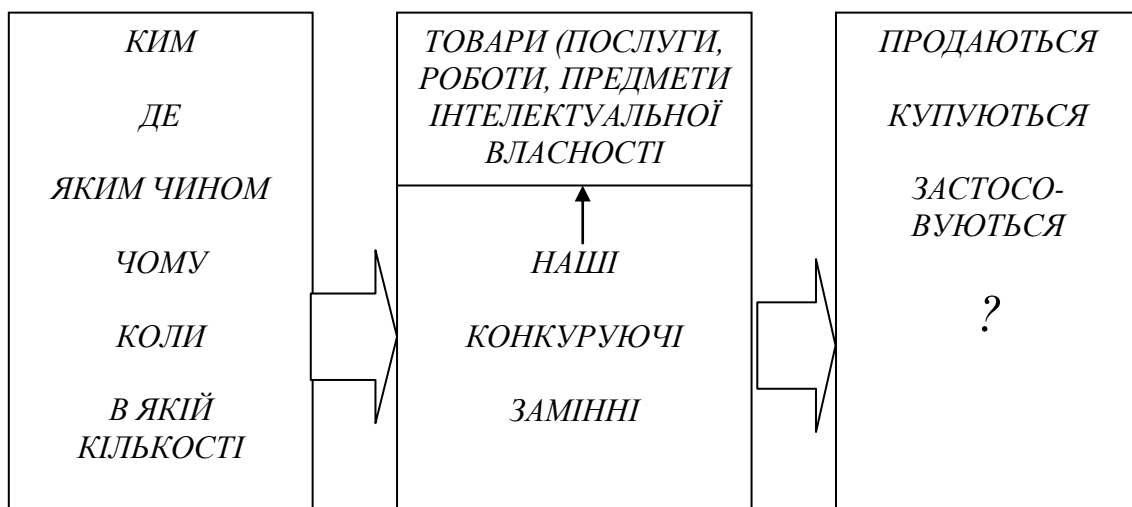 КИМ
ДЕ
ЯКИМ ЧИНОМ
ЧОМУ
КОЛИ
В ЯКІЙ
КІЛЬКОСТІ
ТОВАРИ (ПОСЛУГИ,
РОБОТИ, ПРЕДМЕТИ
ІНТЕЛЕКТУАЛЬНОЇ
ВЛАСНОСТІ
НАШІ
КОНКУРУЮЧІ
ЗАМІННІ
ПРОДАЮТЬСЯ
КУПУЮТЬСЯ
ЗАСТОСО-
ВУЮТЬСЯ
?